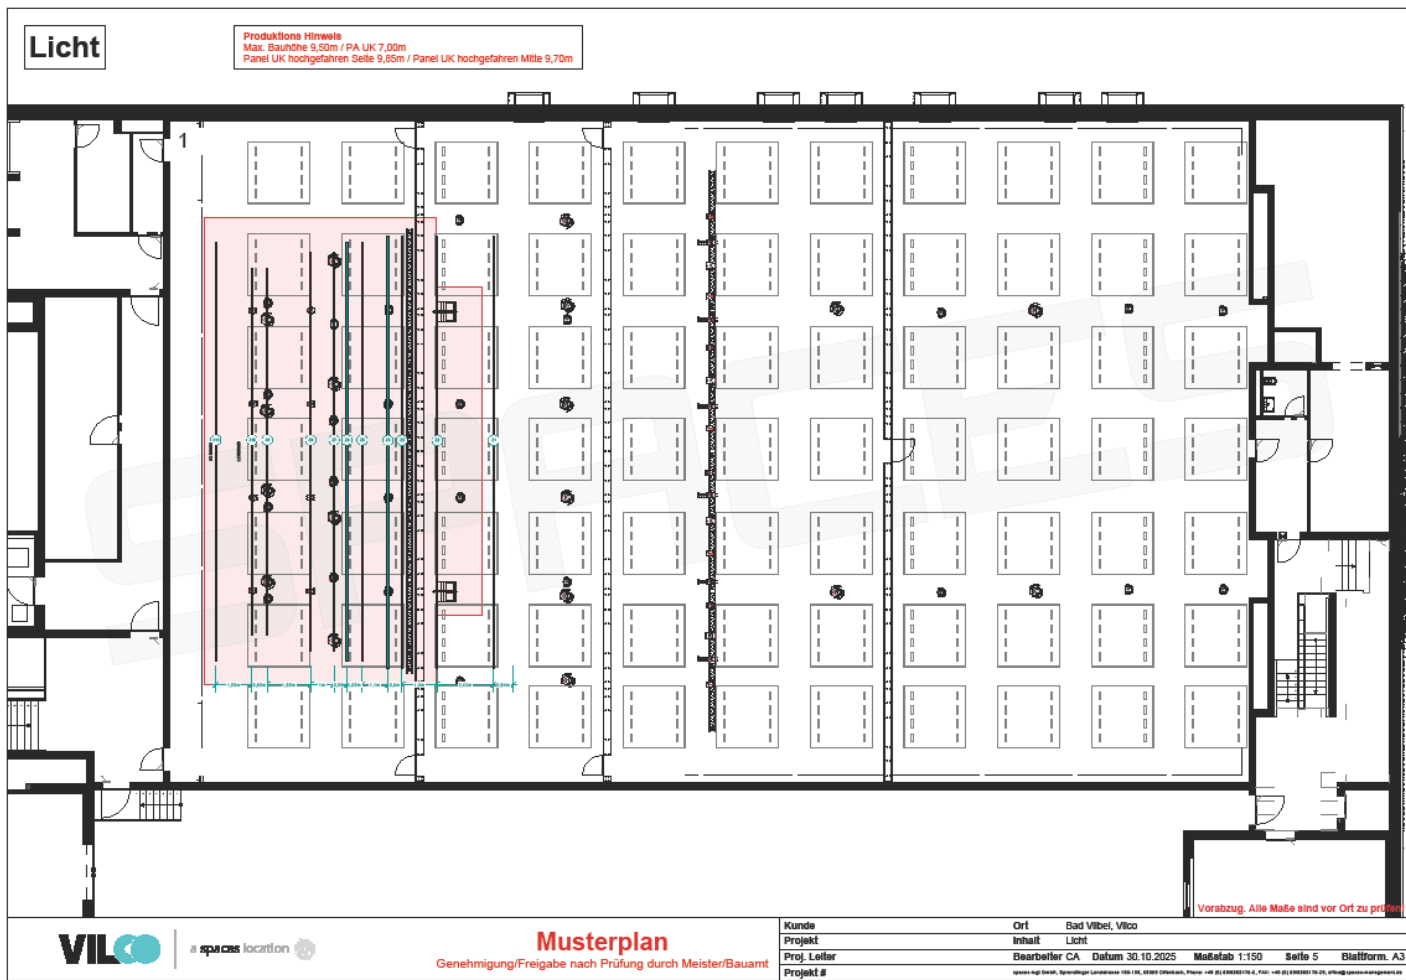 Licht
Produktions Hinweis
Max. Bauhöhe 9,50m / PA UK 7,00m
Panel UK hochgefahren Seite 9,65m / Panel UK hochgefahren Mitte 9,70m
1
SPACES
Vorabzug. Alle Maße sind vor Ort zu prüfen
VILCO
a spaces location
Musterplan
Genehmigung/Freigabe nach Prüfung durch Meister/Bauamt
Kunde
Ort Bad Vilbel, Vilco
Projekt
Inhalt Licht
Proj. Leiter
Bearbeiter CA Datum 30.10.2025 Maßstab 1:150 Seite 5 Blattform. A3
Projekt #